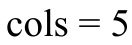 cols = 5